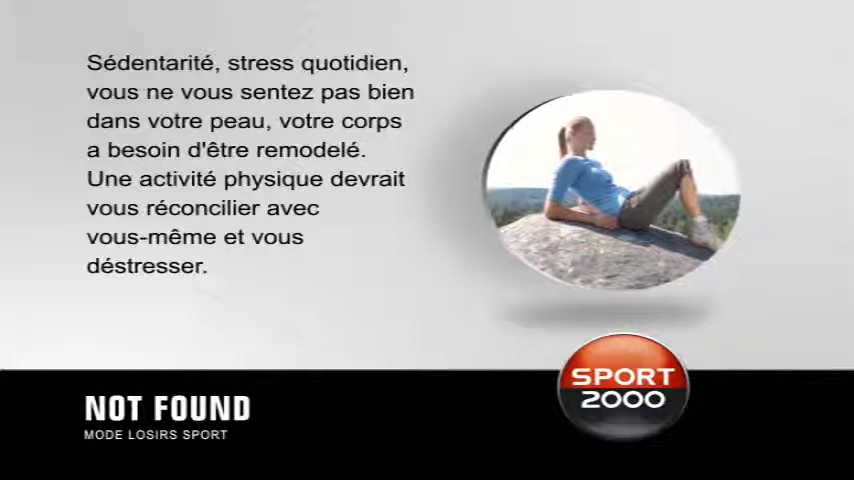 Sédentarité, stress quotidien,
vous ne vous sentez pas bien
dans votre peau, votre corps
a besoin d'être remodelé.
Une activité physique devrait
vous réconcilier avec
vous-même et vous
déstresser.
SPORT
2000
NOT FOUND
MODE LOSIRS SPORT